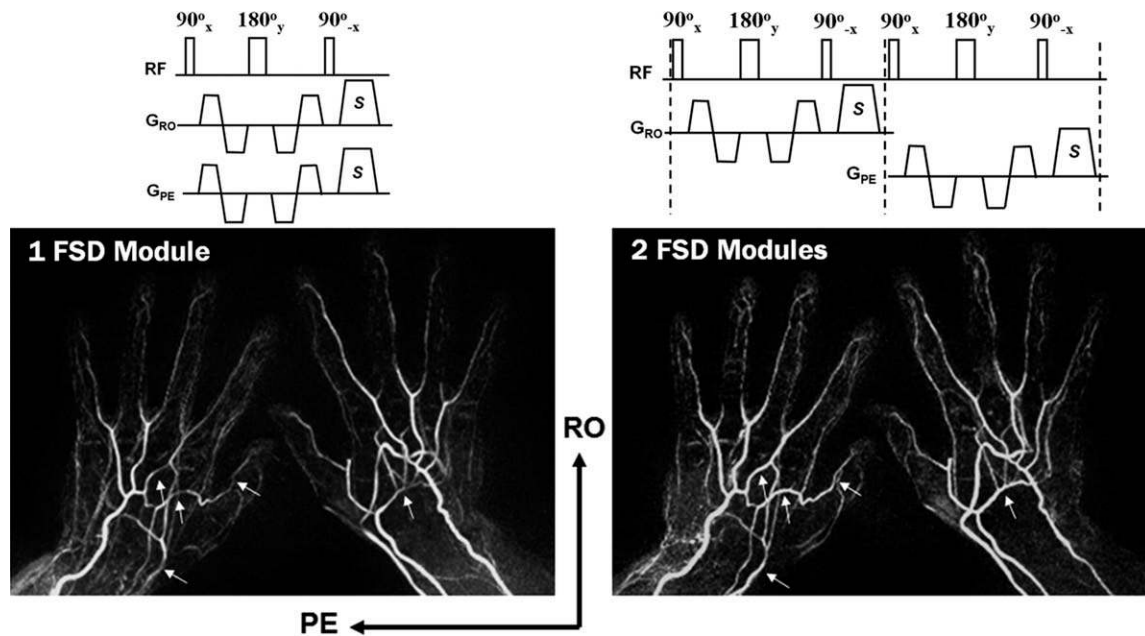 90°x 180°y 90°-x
RF
GRO S
GPE S
90°x 180°y 90°-x 90°x 180°y 90°-x
RF
GRO S
GPE S
1 FSD Module
2 FSD Modules
RO
PE